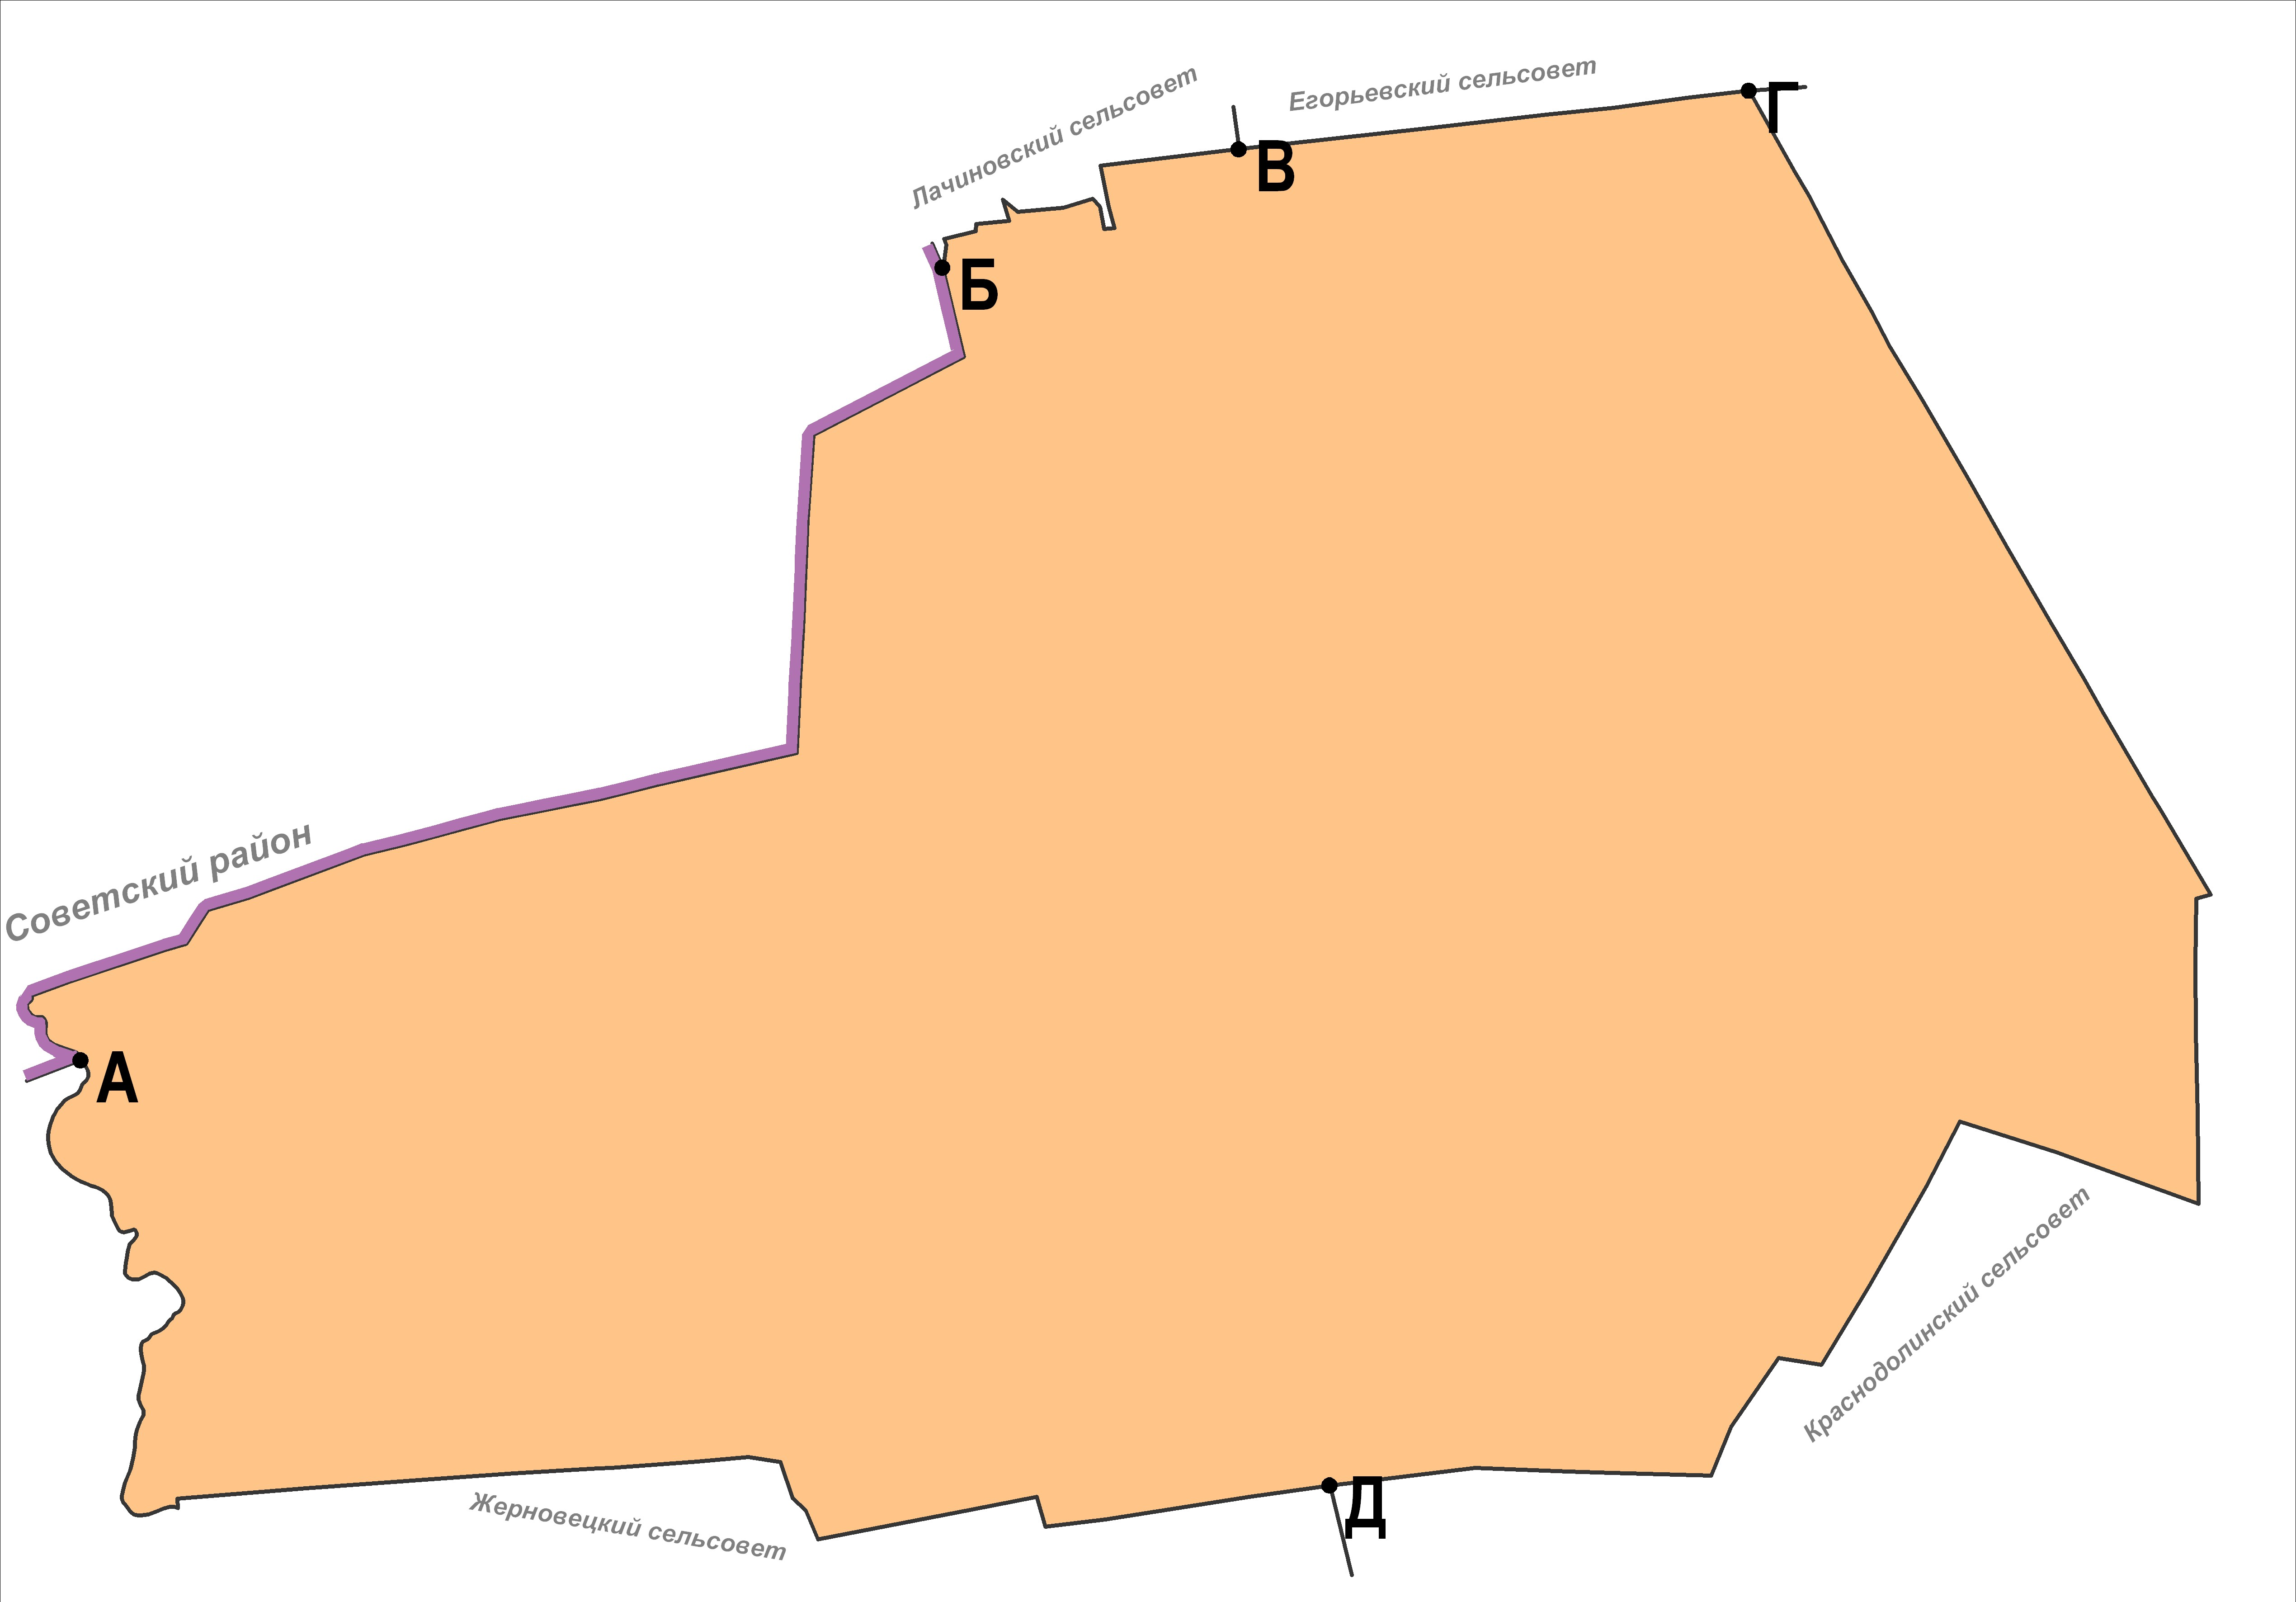 Лачиновский сельсовет
Егорьевский сельсовет
Г
В
Б
Советский район
А
Краснодолинский сельсовет
Жерновецкий сельсовет
Д